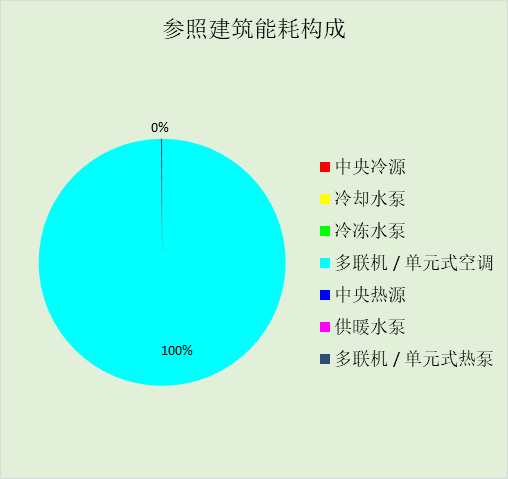 参照建筑能耗构成
0%
100%
中央冷源
冷却水泵
冷冻水泵
多联机 / 单元式空调
中央热源
供暖水泵
多联机 / 单元式热泵